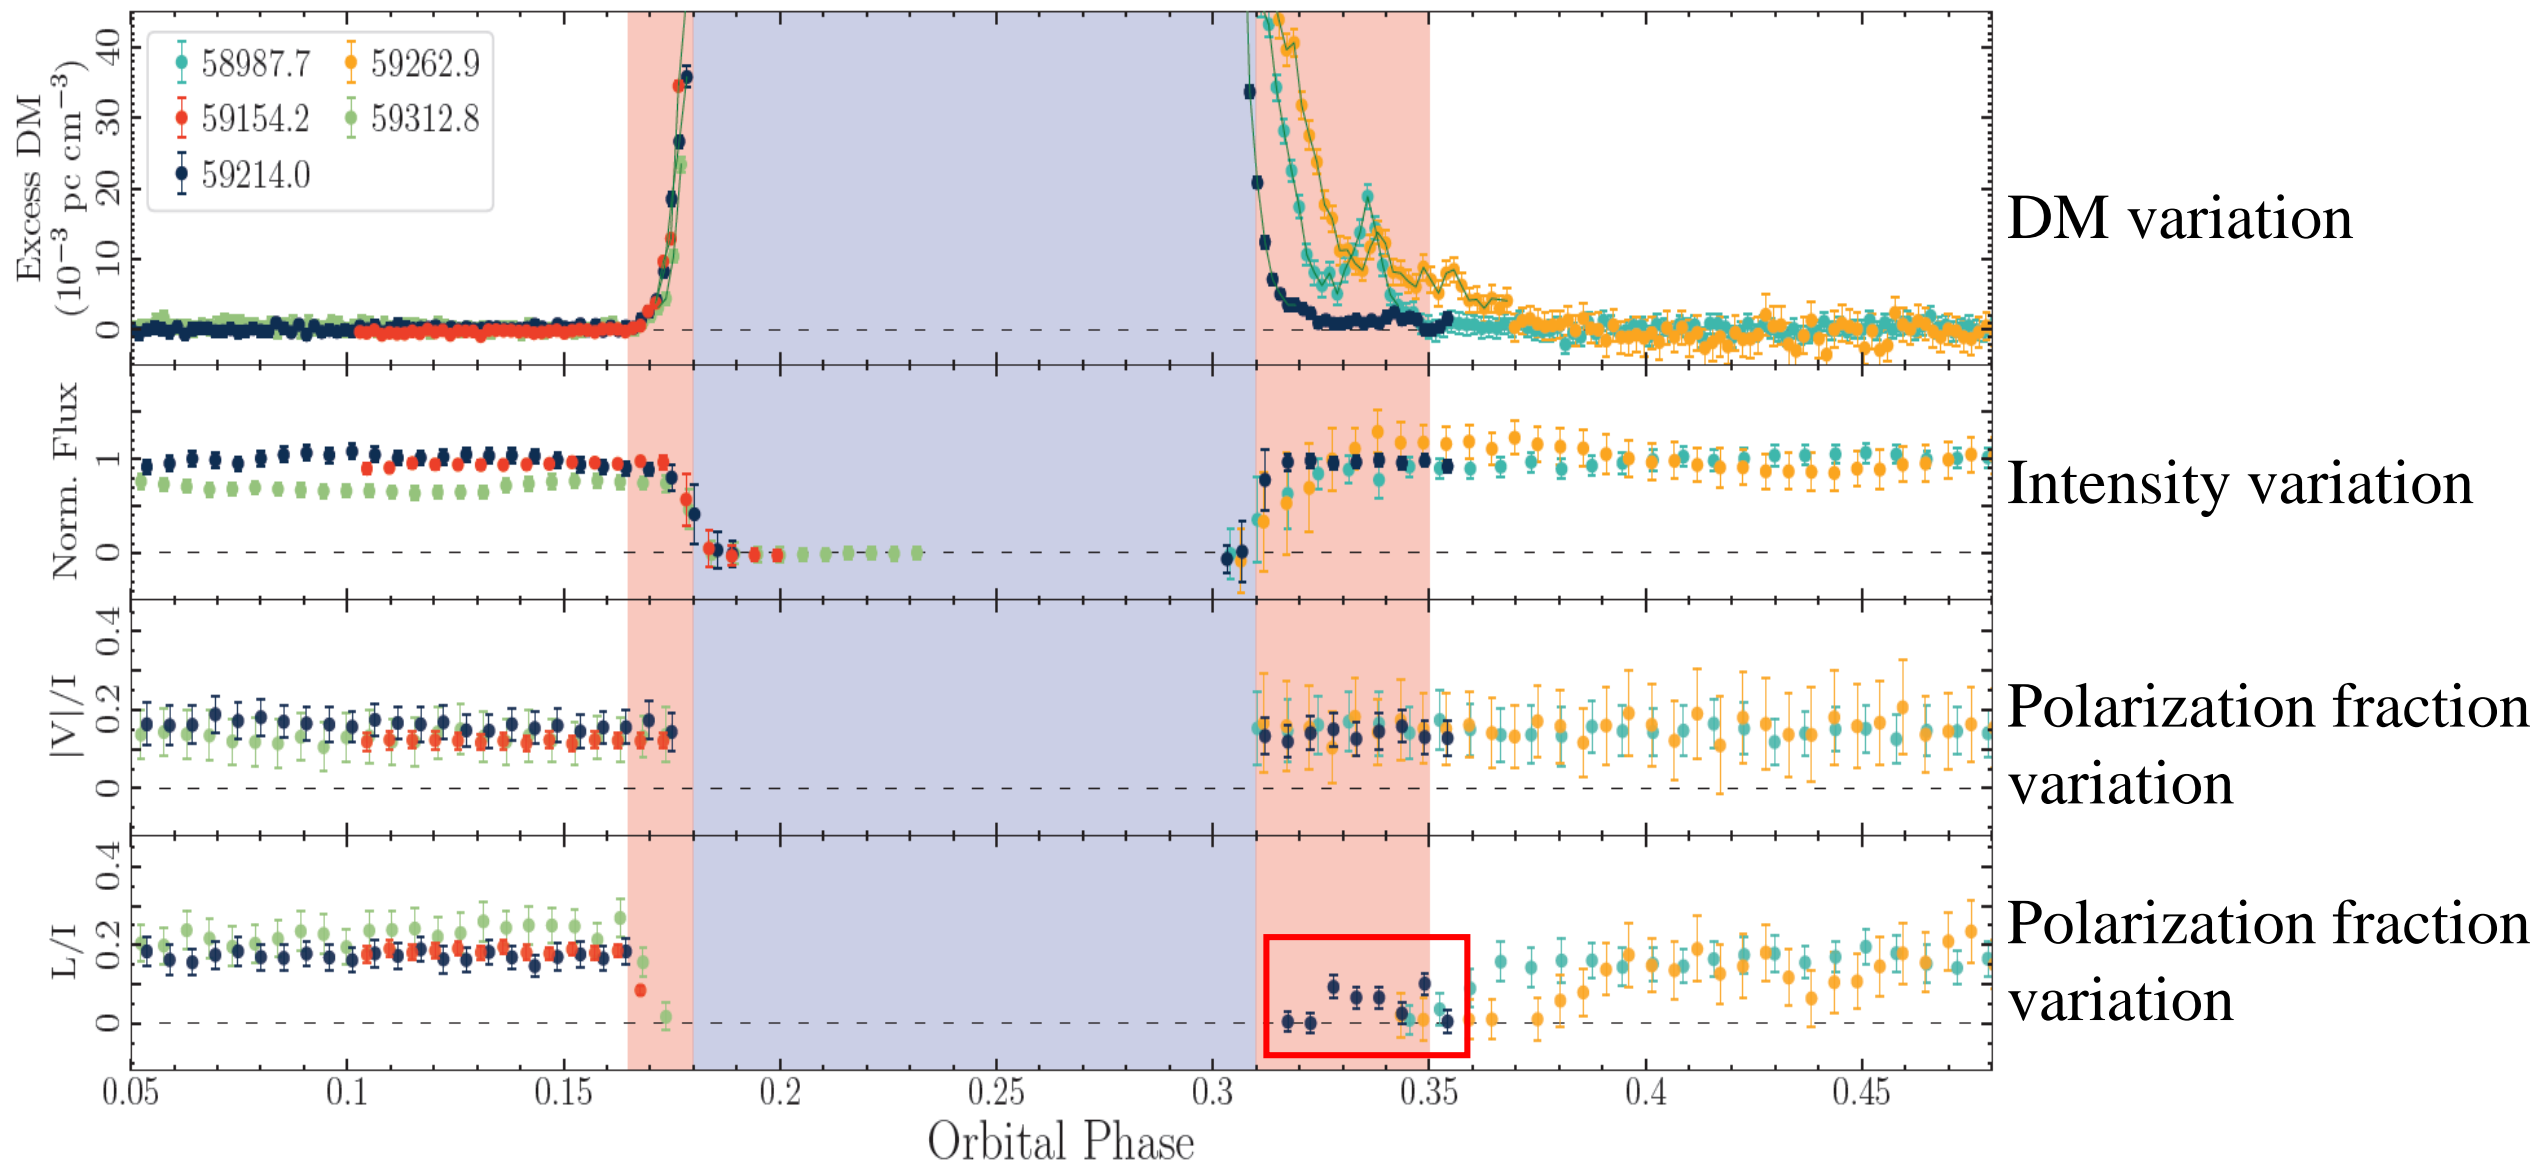 Excess DM
(10⁻³ pc cm⁻³)
0
10
20
30
40
58987.7
59154.2
59214.0
59262.9
59312.8
DM variation
Norm. Flux
0
1
Intensity variation
|V|/I
0
0.2
0.4
Polarization fraction
variation
L/I
0
0.2
0.4
Polarization fraction
variation
0.05 0.1 0.15 0.2 0.25 0.3 0.35 0.4 0.45
Orbital Phase